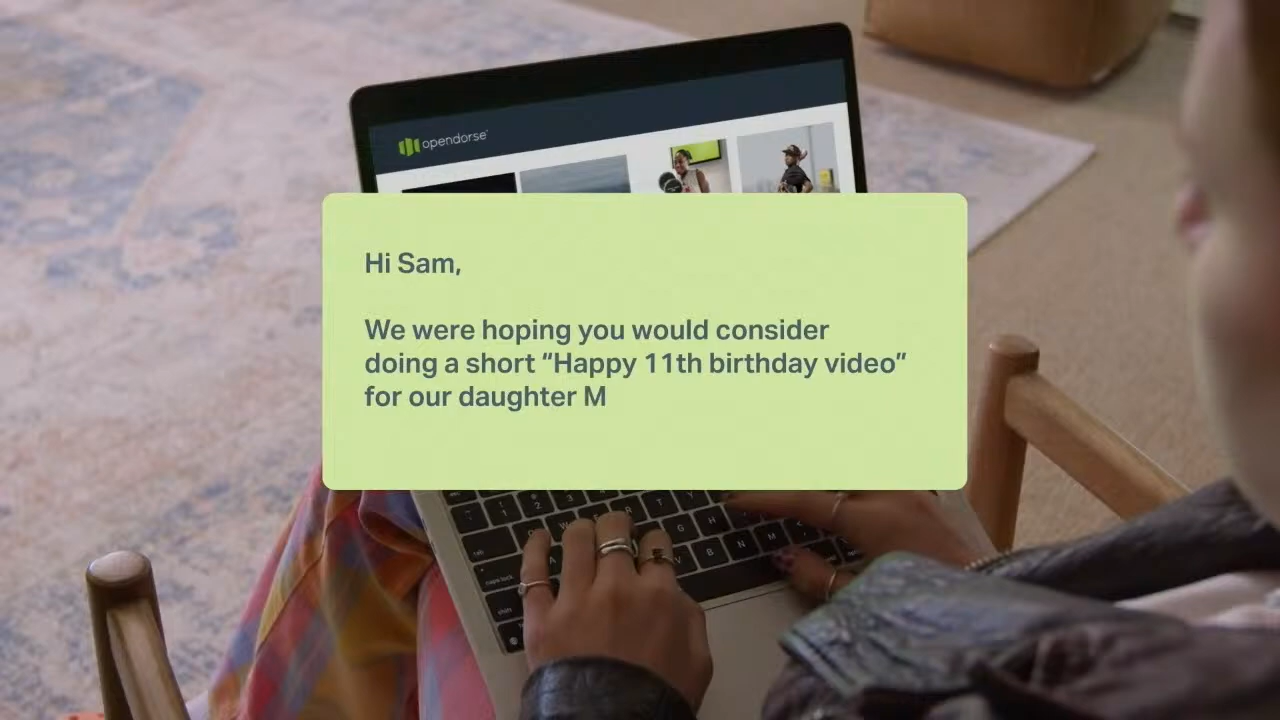 opendorse
Hi Sam,
We were hoping you would consider
doing a short “Happy 11th birthday video”
for our daughter M